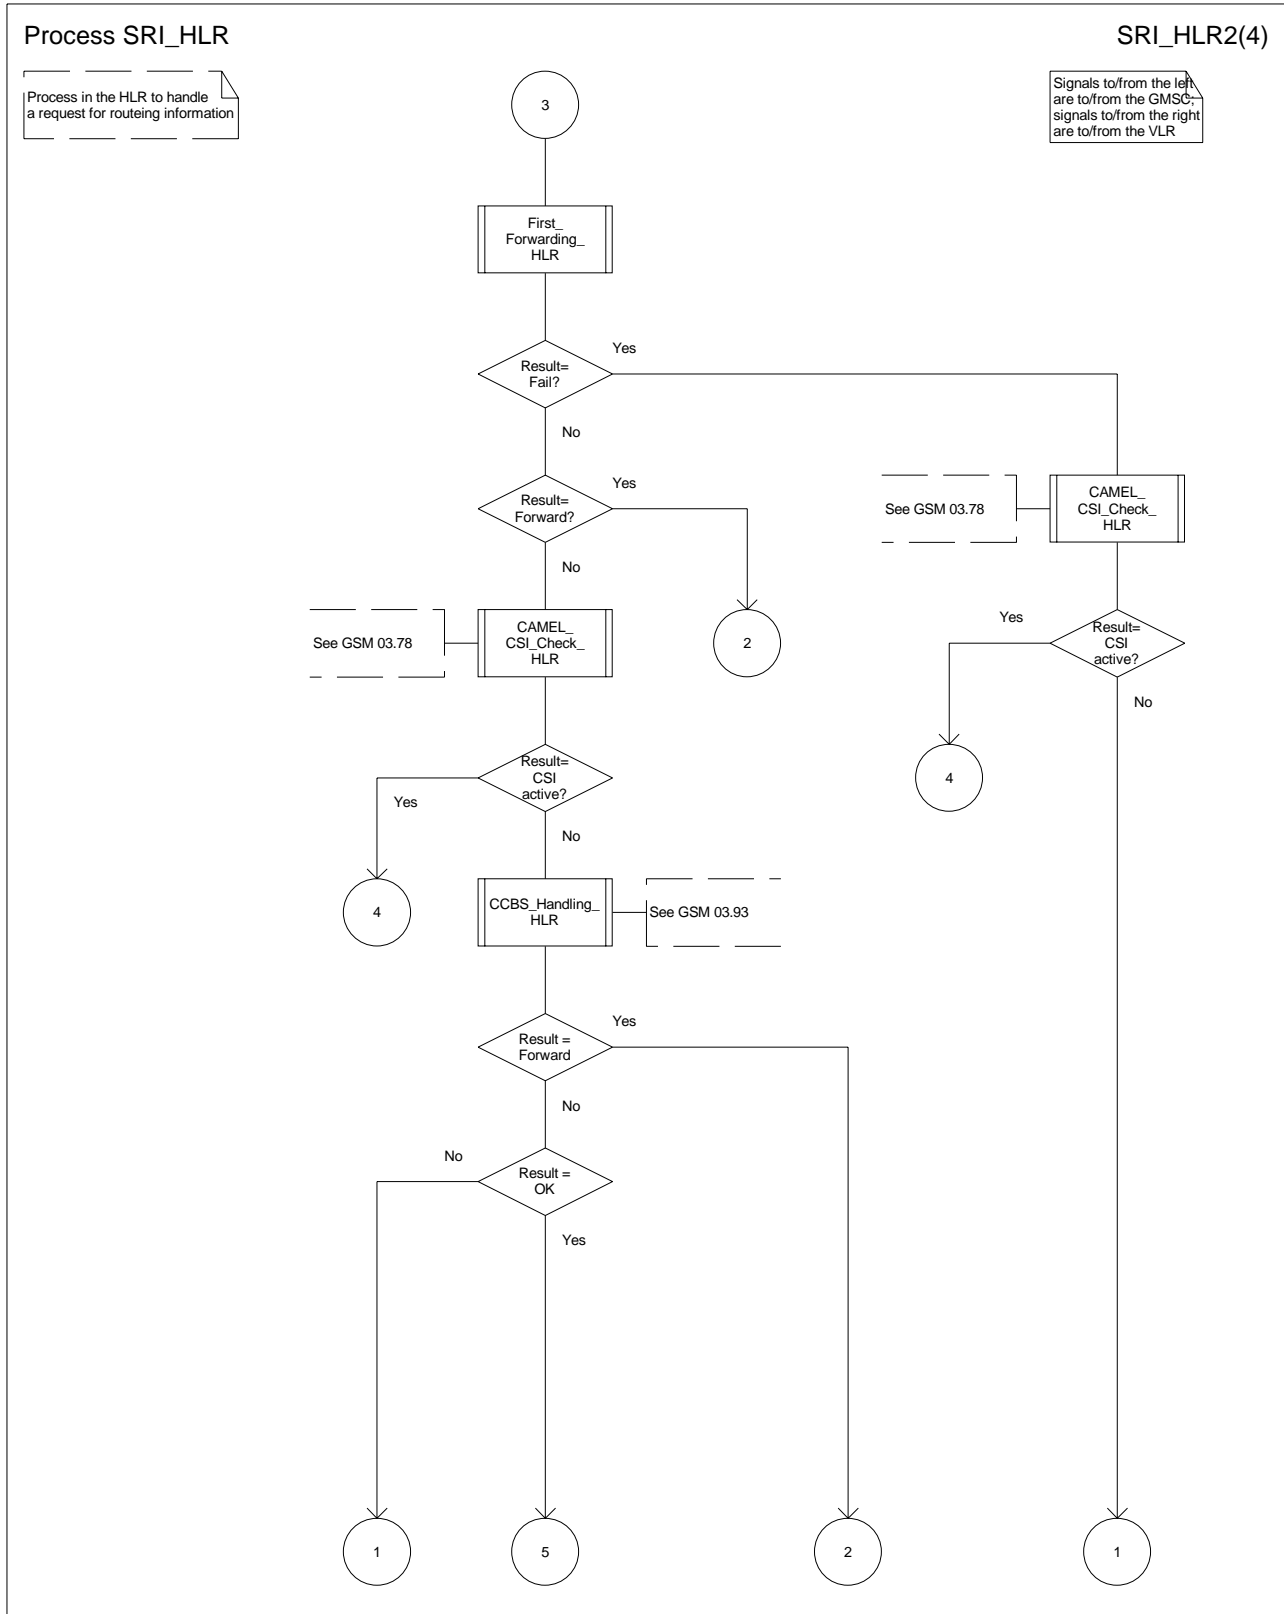 Process SRI_HLR
SRI_HLR2(4)
Process in the HLR to handle
a request for routeing information
3
Signals to/from the left
are to/from the GMSC;
signals to/from the right
are to/from the VLR
First_
Forwarding_
HLR
Result=
Fail?
Yes
No
Result=
Forward?
Yes
No
See GSM 03.78
CAMEL_
CSI_Check_
HLR
See GSM 03.78
CAMEL_
CSI_Check_
HLR
2
Yes
Result=
CSI
active?
No
Result=
CSI
active?
Yes
No
4
4
CCBS_Handling_
HLR
See GSM 03.93
Result =
Forward
Yes
No
No
Result =
OK
Yes
1
5
2
1